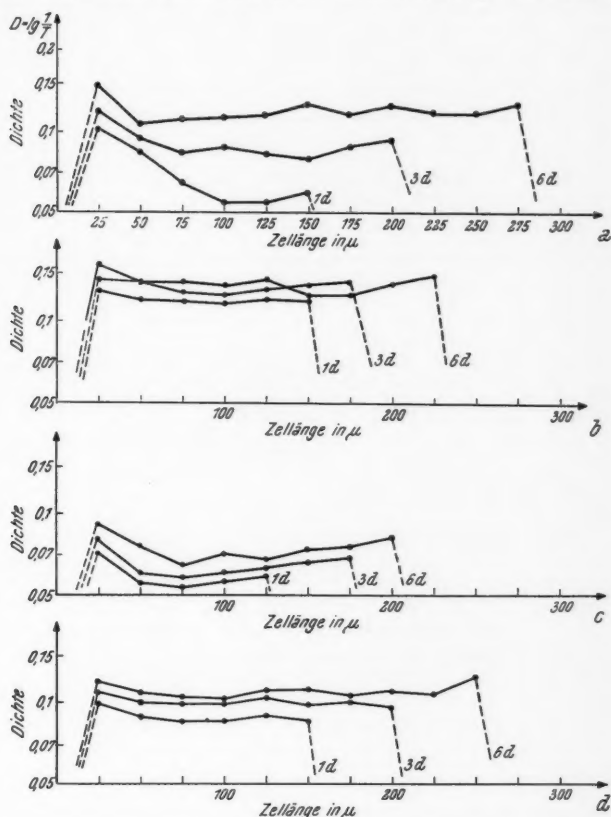 D=lg 1/T
0,2
0,15
0,1
0,07
0,05
Dichte
1d
3d
6d
25 50 75 100 125 150 175 200 225 250 275 300
Zellänge in μ
a
0,15
0,1
0,07
0,05
Dichte
1d
3d
6d
100 200 300
Zellänge in μ
b
0,15
0,1
0,07
0,05
Dichte
1d
3d
6d
100 200 300
Zellänge in μ
c
0,15
0,1
0,07
0,05
Dichte
1d
3d
6d
100 200 300
Zellänge in μ
d